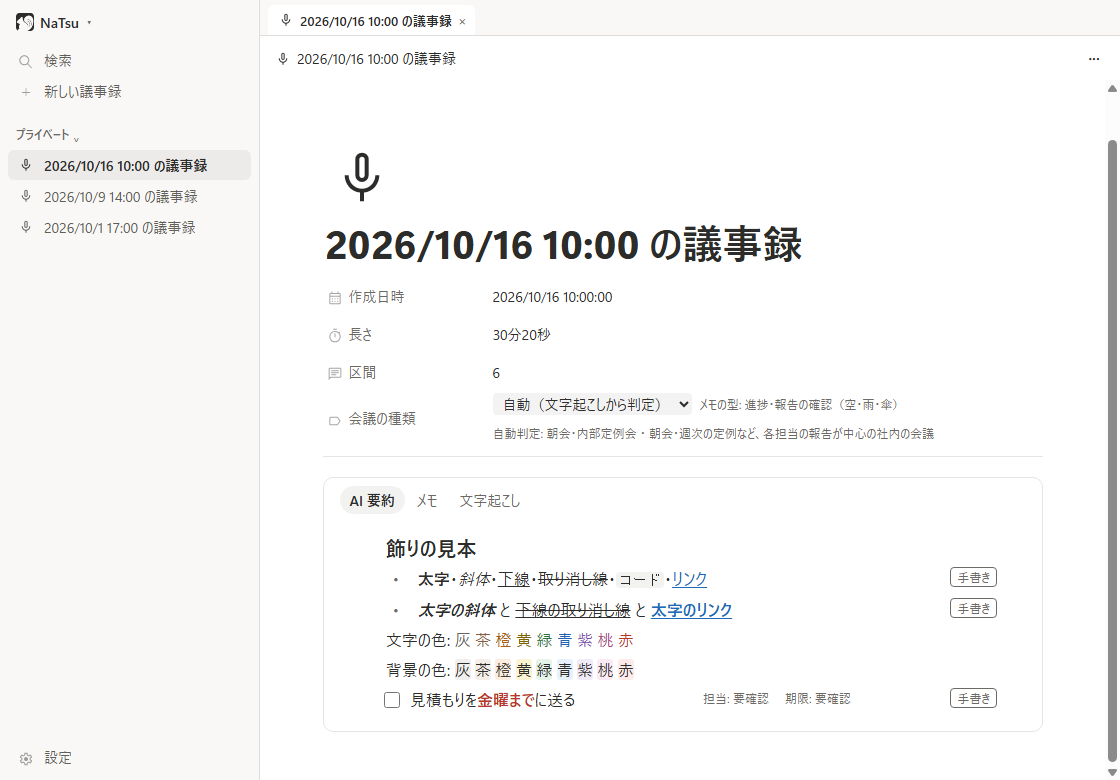 NaTsu
検索
新しい議事録
プライベート
2026/10/16 10:00 の議事録
2026/10/9 14:00 の議事録
2026/10/1 17:00 の議事録
設定
2026/10/16 10:00 の議事録 ×
2026/10/16 10:00 の議事録
2026/10/16 10:00 の議事録
作成日時 2026/10/16 10:00:00
長さ 30分20秒
区間 6
会議の種類 自動（文字起こしから判定） メモの型: 進捗・報告の確認（空・雨・傘）
自動判定: 朝会・内部定例会 · 朝会・週次の定例など、各担当の報告が中心の社内の会議
AI 要約 メモ 文字起こし
飾りの見本
• 太字・斜体・下線・取り消し線・コード・リンク 手書き
• 太字の斜体 と 下線の取り消し線 と 太字のリンク 手書き
文字の色: 灰 茶 橙 黄 緑 青 紫 桃 赤
背景の色: 灰 茶 橙 黄 緑 青 紫 桃 赤
見積もりを金曜までに送る 担当: 要確認 期限: 要確認 手書き